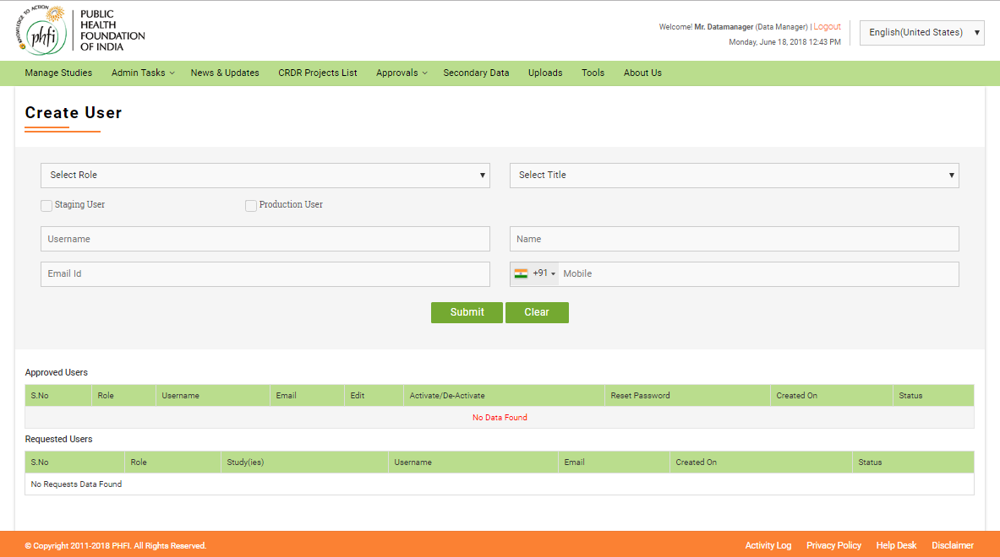 KNOWLEDGE TO ACTION
phfi
PUBLIC
HEALTH
FOUNDATION
OF INDIA
Welcome! Mr. Datamanager (Data Manager) | Logout
Monday, June 18, 2018 12:43 PM
English(United States)
Manage Studies Admin Tasks News & Updates CRDR Projects List Approvals Secondary Data Uploads Tools About Us
Create User
Select Role Select Title
Staging User Production User
Username Name
Email Id +91 Mobile
Submit Clear
Approved Users
S.No Role Username Email Edit Activate/De-Activate Reset Password Created On Status
No Data Found
Requested Users
S.No Role Study(ies) Username Email Created On Status
No Requests Data Found
© Copyright 2011-2018 PHFI. All Rights Reserved. Activity Log Privacy Policy Help Desk Disclaimer